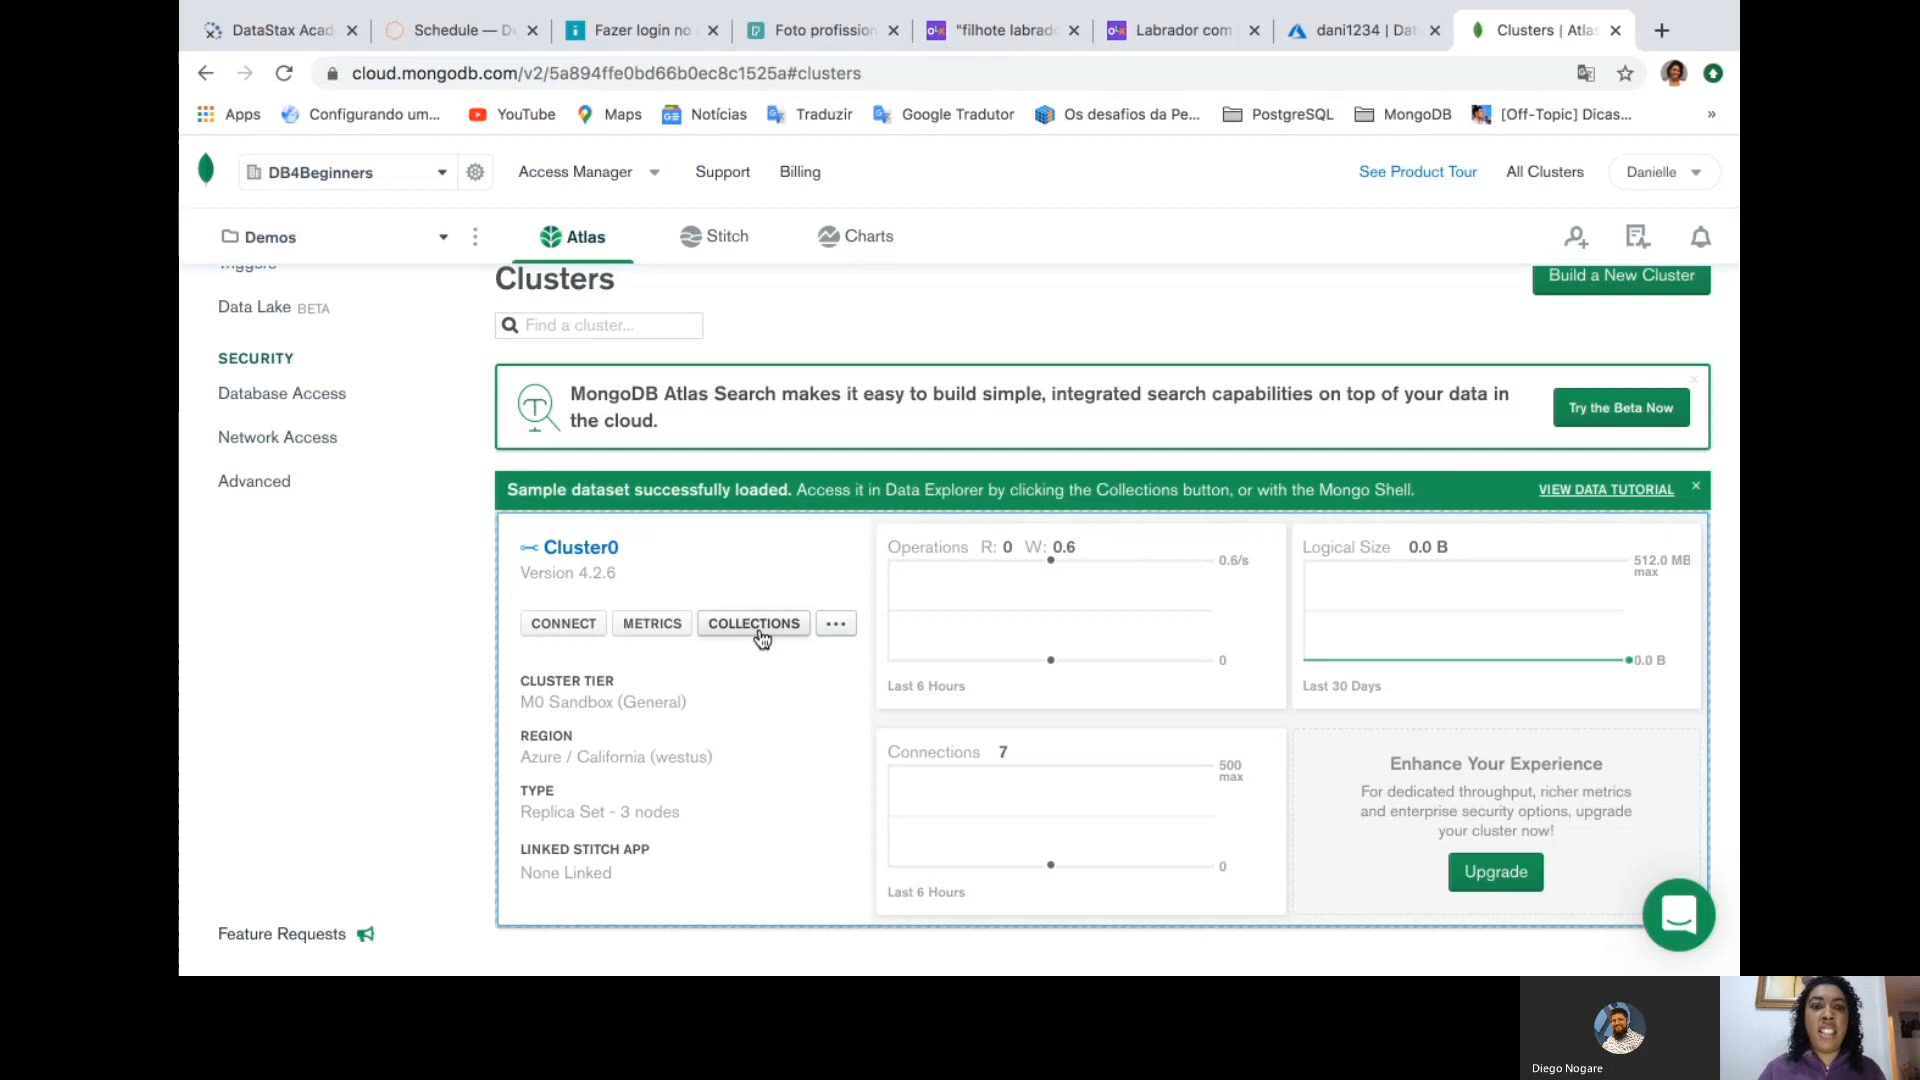 DataStax Acad
Schedule — D
Fazer login no
Foto profission
"filhote labrad
Labrador com
dani1234 | Dat
Clusters | Atlas
cloud.mongodb.com/v2/5a894ffe0bd66b0ec8c1525a#clusters
Apps
Configurando um...
YouTube
Maps
Notícias
Traduzir
Google Tradutor
Os desafios da Pe...
PostgreSQL
MongoDB
[Off-Topic] Dicas...
»
DB4Beginners
Access Manager
Support
Billing
See Product Tour
All Clusters
Danielle
Demos
Atlas
Stitch
Charts
Triggers
Data Lake BETA
SECURITY
Database Access
Network Access
Advanced
Feature Requests
Clusters
Build a New Cluster
Find a cluster...
MongoDB Atlas Search makes it easy to build simple, integrated search capabilities on top of your data in
the cloud.
Try the Beta Now
Sample dataset successfully loaded. Access it in Data Explorer by clicking the Collections button, or with the Mongo Shell.
VIEW DATA TUTORIAL
Cluster0
Version 4.2.6
CONNECT
METRICS
COLLECTIONS
...
CLUSTER TIER
M0 Sandbox (General)
REGION
Azure / California (westus)
TYPE
Replica Set - 3 nodes
LINKED STITCH APP
None Linked
Operations R: 0 W: 0.6
0.6/s
0
Last 6 Hours
Logical Size 0.0 B
512.0 MB
max
0.0 B
Last 30 Days
Connections 7
500
max
0
Last 6 Hours
Enhance Your Experience
For dedicated throughput, richer metrics
and enterprise security options, upgrade
your cluster now!
Upgrade
Diego Nogare